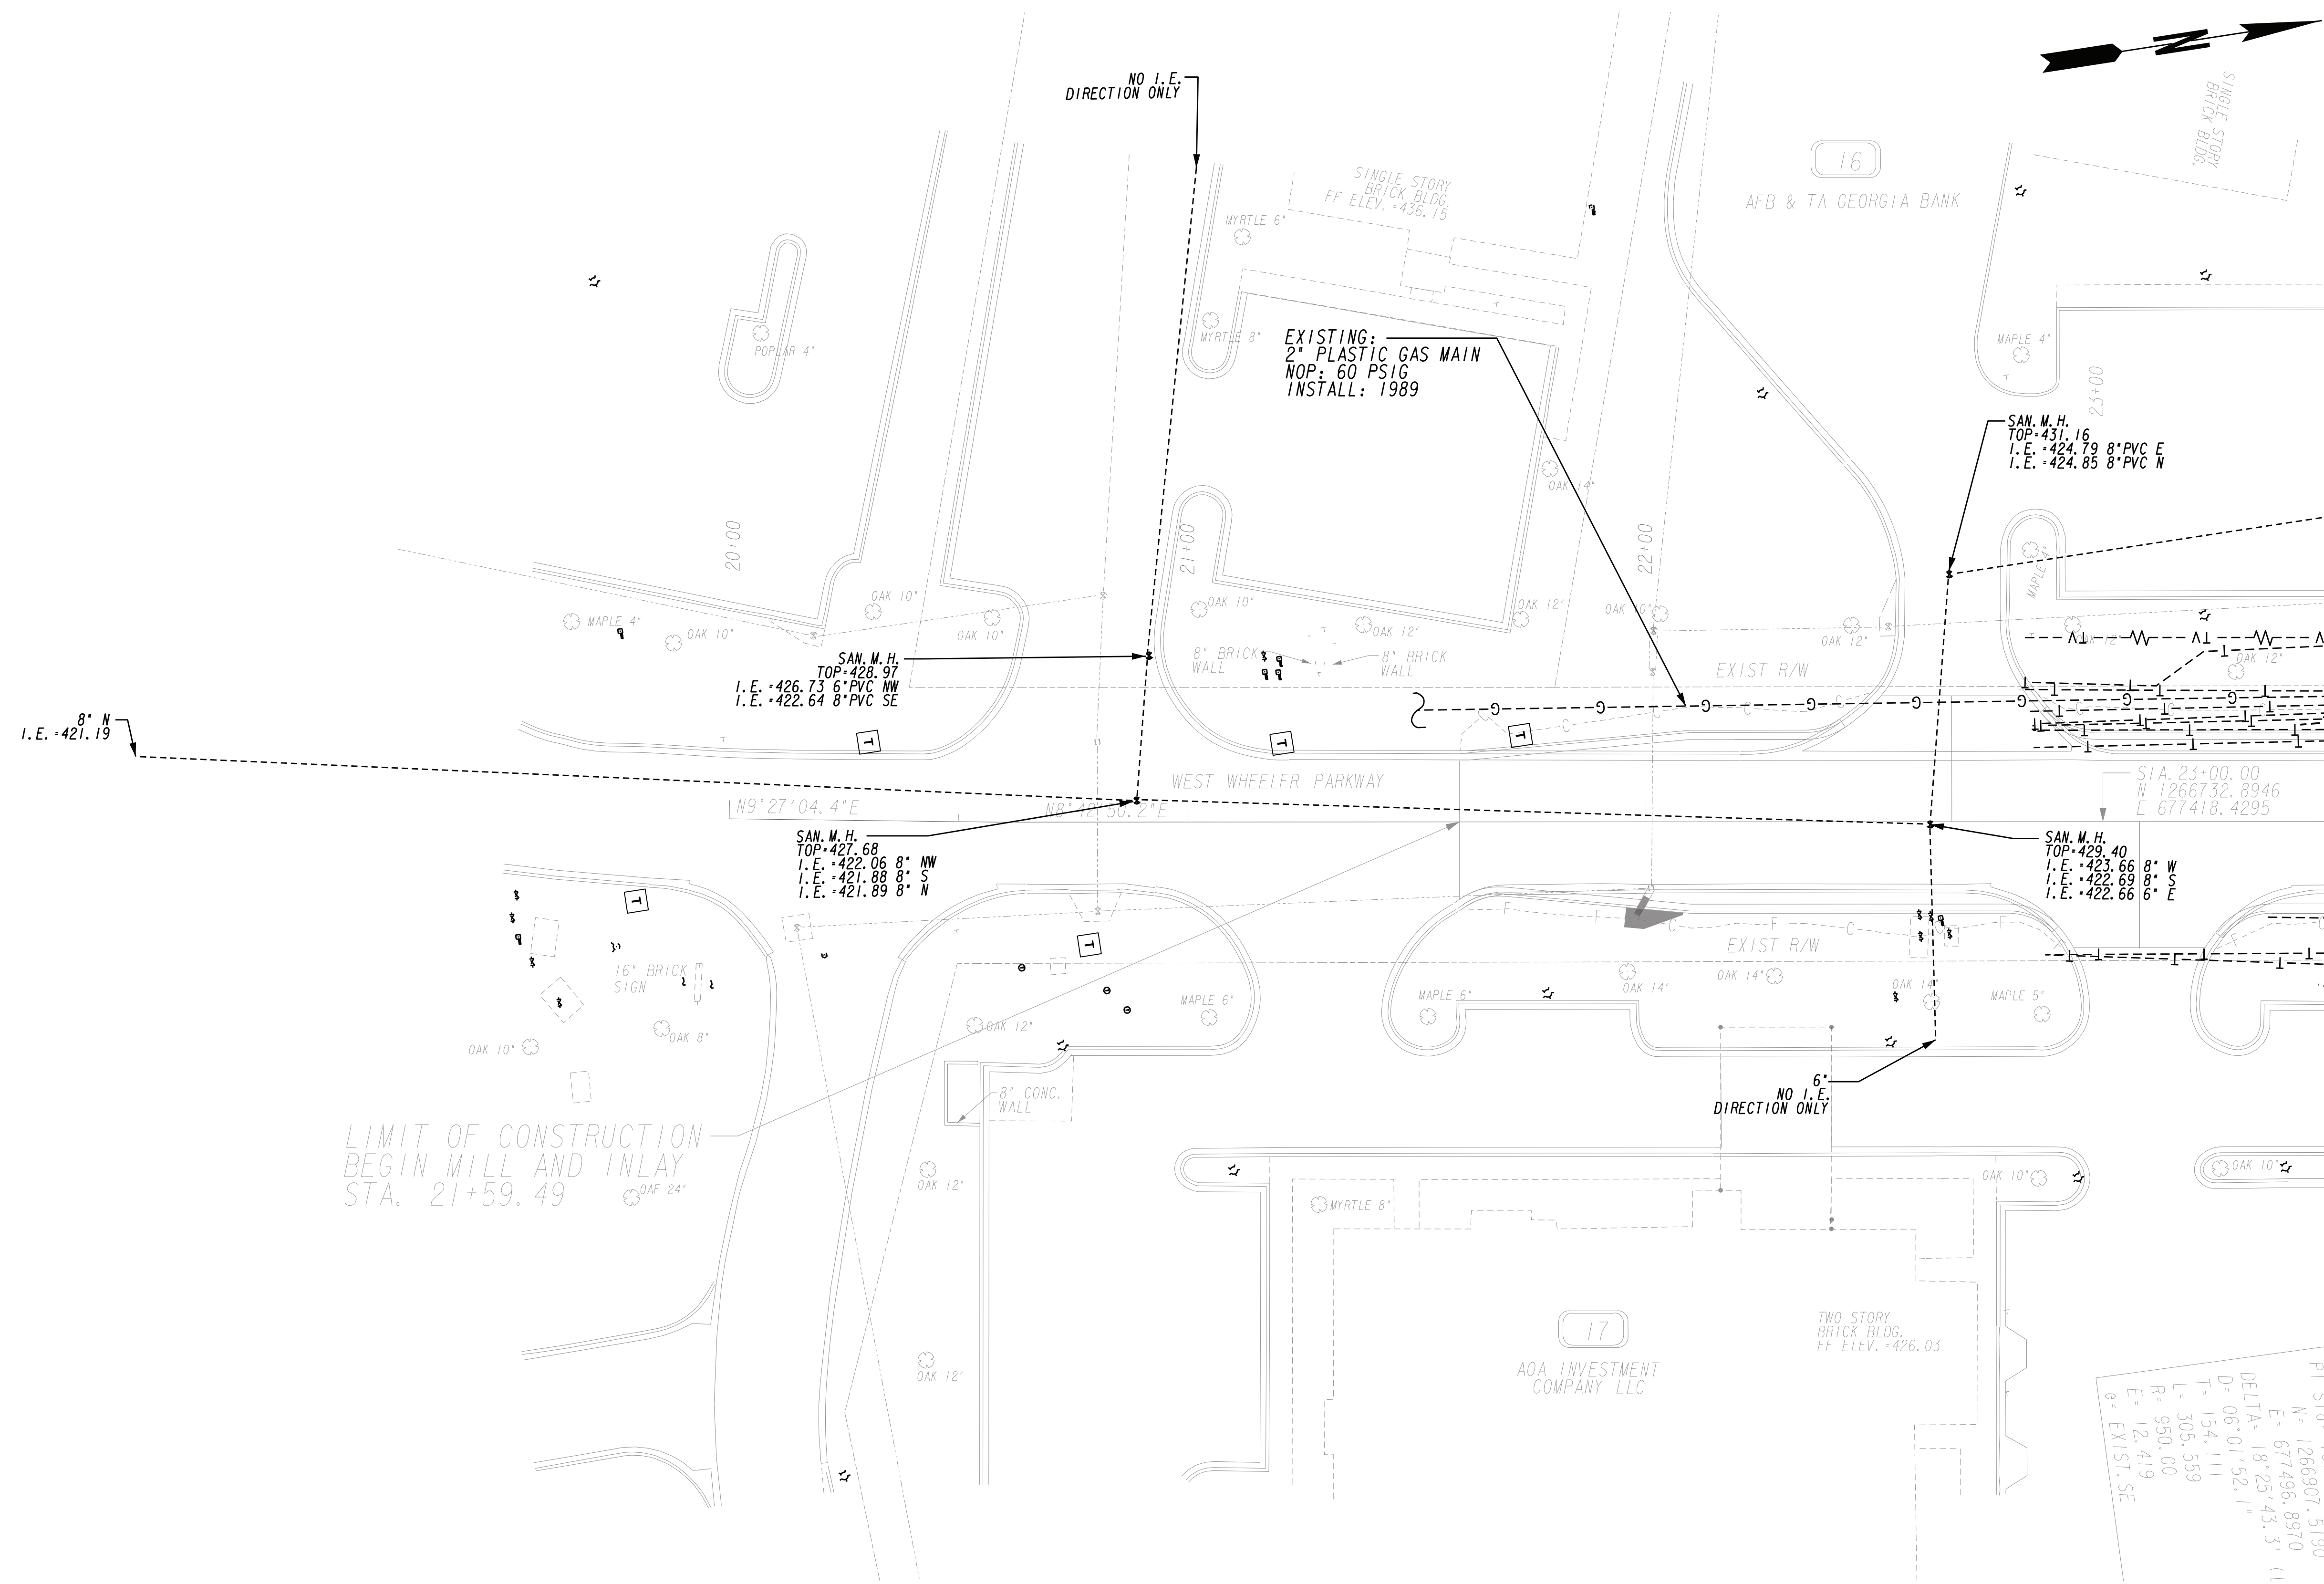 N
NO I.E.
DIRECTION ONLY
SINGLE STORY
BRICK BLDG.
16
AFB & TA GEORGIA BANK
SINGLE STORY
BRICK BLDG.
FF ELEV.=436.15
MYRTLE 6"
MYRTLE 8"
POPLAR 4"
EXISTING:
2" PLASTIC GAS MAIN
NOP: 60 PSIG
INSTALL: 1989
MAPLE 4"
23+00
SAN.M.H.
TOP=431.16
I.E.=424.79 8"PVC E
I.E.=424.85 8"PVC N
OAK 14"
20+00
21+00
22+00
MAPLE 4"
OAK 10"
OAK 10"
OAK 10"
OAK 10"
OAK 12"
OAK 12"
OAK 10"
OAK 12"
MAPLE 4"
OAK 12"
OAK 12"
8" BRICK
WALL
8" BRICK
WALL
EXIST R/W
SAN.M.H.
TOP=428.97
I.E.=426.73 6"PVC NW
I.E.=422.64 8"PVC SE
8" N
I.E.=421.19
T
T
T
WEST WHEELER PARKWAY
STA.23+00.00
N 1266732.8946
E 677418.4295
N9°27'04.4"E
N8°42'50.2"E
SAN.M.H.
TOP=427.68
I.E.=422.06 8" NW
I.E.=421.88 8" S
I.E.=421.89 8" N
SAN.M.H.
TOP=429.40
I.E.=423.66 8" W
I.E.=422.69 8" S
I.E.=422.66 6" E
T
T
EXIST R/W
16" BRICK
SIGN
OAK 10"
OAK 8"
OAK 12"
MAPLE 6"
MAPLE 6"
OAK 14"
OAK 14"
OAK 14"
MAPLE 5"
6"
NO I.E.
DIRECTION ONLY
8" CONC.
WALL
LIMIT OF CONSTRUCTION
BEGIN MILL AND INLAY
STA. 21+59.49
OAF 24"
OAK 12"
MYRTLE 8"
OAK 10"
OAK 10"
17
AOA INVESTMENT
COMPANY LLC
TWO STORY
BRICK BLDG.
FF ELEV.=426.03
OAK 12"
N= 1266907.5190
E= 677496.8970
DELTA= 18°25'43.3"
D= 06°01'52.1"
T= 154.111
L= 305.559
R= 950.00
E= 12.419
e= EXIST.SE